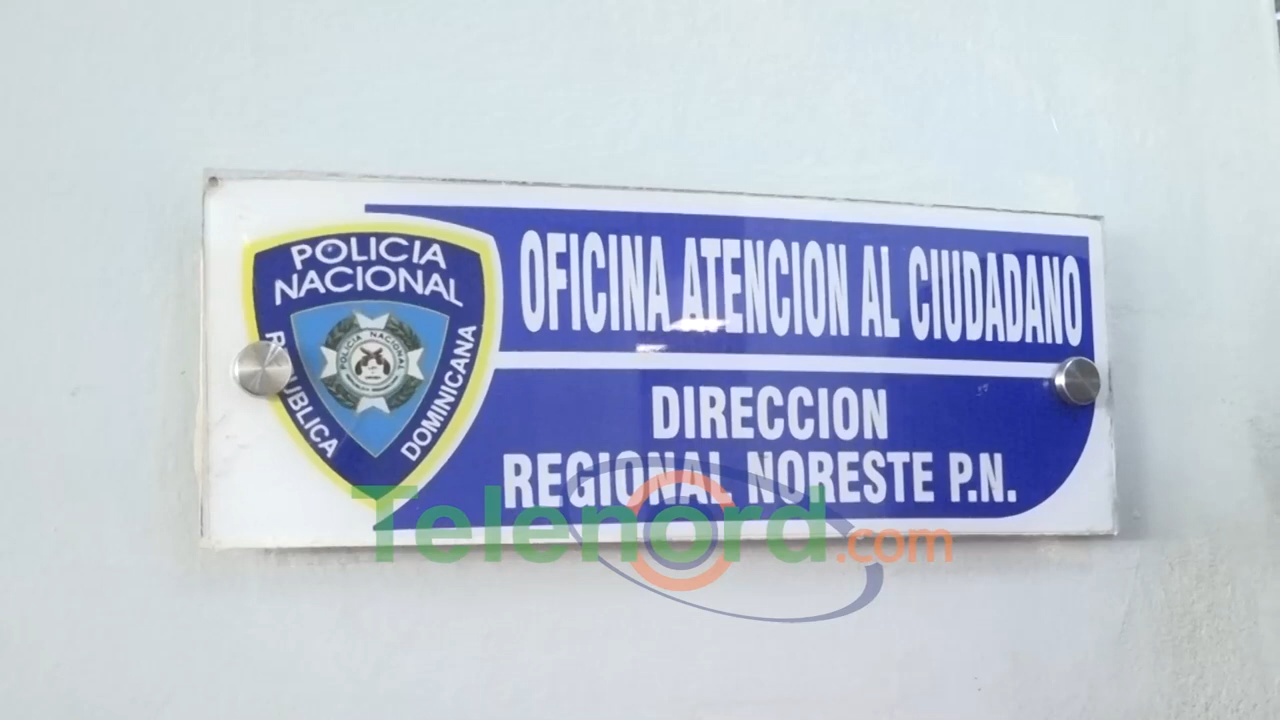 POLICIA
NACIONAL
REPUBLICA
DOMINICANA
POLICIA NACIONAL
OFICINA ATENCION AL CIUDADANO
DIRECCION
REGIONAL NORESTE P.N.
Telenord.com